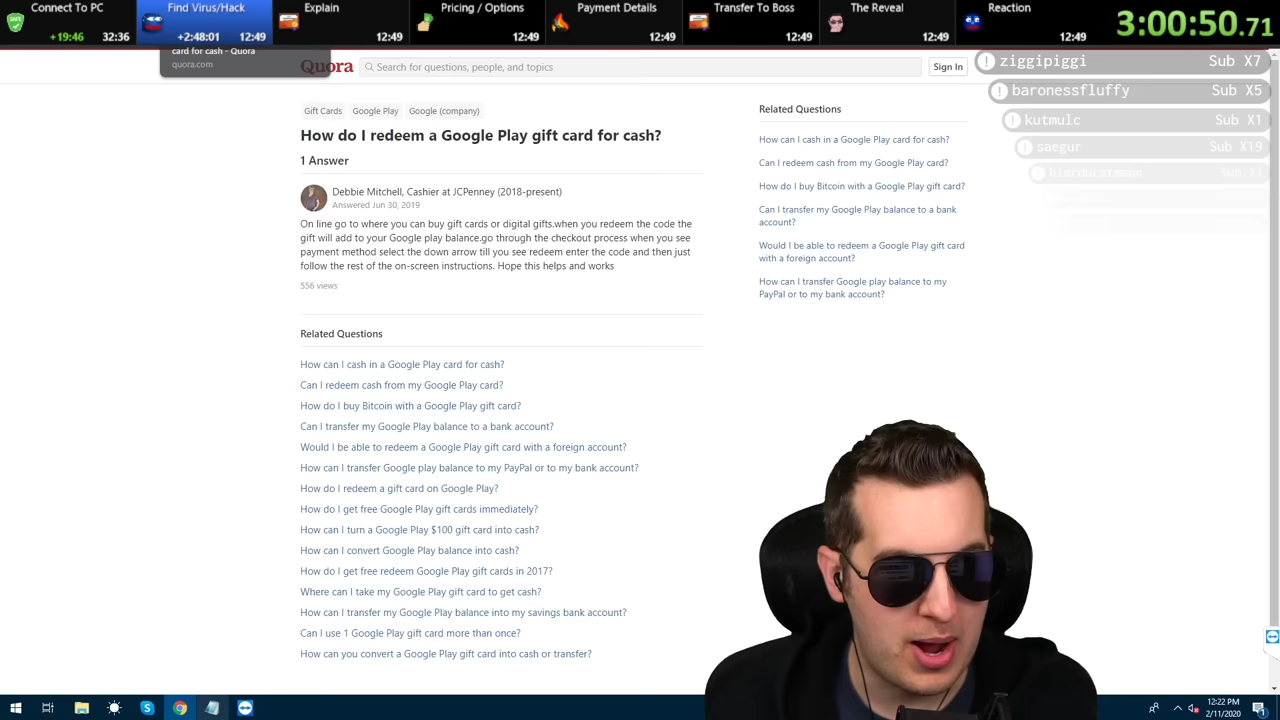 Connect To PC
+19:46 32:36
Find Virus/Hack
+2:48:01 12:49
Explain
12:49
Pricing / Options
12:49
Payment Details
12:49
Transfer To Boss
12:49
The Reveal
12:49
Reaction
12:49
3:00:50.71
card for cash - Quora
quora.com
Quora
Search for questions, people, and topics
Sign In
ziggipiggi Sub X7
baronessfluffy Sub X5
kutmulc Sub X1
saegur Sub X19
Gift Cards Google Play Google (company)
How do I redeem a Google Play gift card for cash?
1 Answer
Debbie Mitchell, Cashier at JCPenney (2018-present)
Answered Jun 30, 2019
On line go to where you can buy gift cards or digital gifts.when you redeem the code the
gift will add to your Google play balance.go through the checkout process when you see
payment method select the down arrow till you see redeem enter the code and then just
follow the rest of the on-screen instructions. Hope this helps and works
556 views
Related Questions
How can I cash in a Google Play card for cash?
Can I redeem cash from my Google Play card?
How do I buy Bitcoin with a Google Play gift card?
Can I transfer my Google Play balance to a bank account?
Would I be able to redeem a Google Play gift card with a foreign account?
How can I transfer Google play balance to my PayPal or to my bank account?
How do I redeem a gift card on Google Play?
How do I get free Google Play gift cards immediately?
How can I turn a Google Play $100 gift card into cash?
How can I convert Google Play balance into cash?
How do I get free redeem Google Play gift cards in 2017?
Where can I take my Google Play gift card to get cash?
How can I transfer my Google Play balance into my savings bank account?
Can I use 1 Google Play gift card more than once?
How can you convert a Google Play gift card into cash or transfer?
Related Questions
How can I cash in a Google Play card for cash?
Can I redeem cash from my Google Play card?
How do I buy Bitcoin with a Google Play gift card?
Can I transfer my Google Play balance to a bank
account?
Would I be able to redeem a Google Play gift card
with a foreign account?
How can I transfer Google play balance to my
PayPal or to my bank account?
12:22 PM
2/11/2020